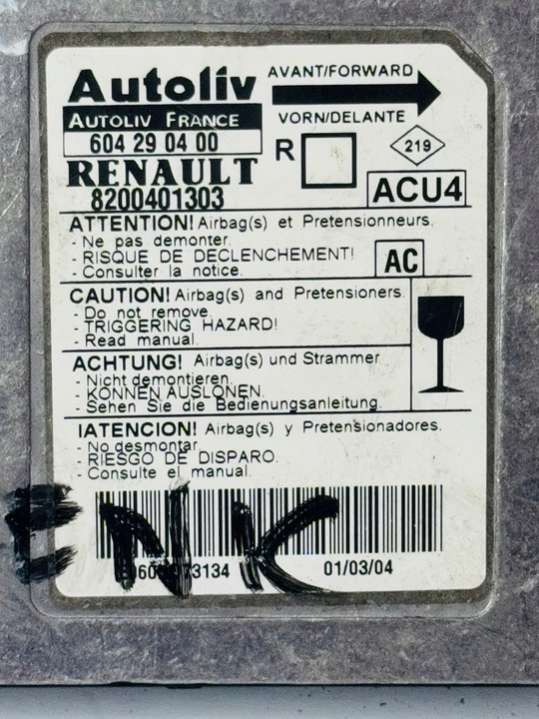 Autoliv
AVANT/FORWARD
AUTOLIV FRANCE
VORN/DELANTE
604 29 04 00
R
219
RENAULT
8200401303
ACU4
ATTENTION! Airbag(s) et Pretensionneurs.
- Ne pas demonter.
- RISQUE DE DECLENCHEMENT!
- Consulter la notice.
AC
CAUTION! Airbag(s) and Pretensioners.
- Do not remove.
- TRIGGERING HAZARD!
- Read manual.
ACHTUNG! Airbag(s) und Strammer
- Nicht demontieren.
- KONNEN AUSLONEN.
- Sehen Sie die Bedienungsanleitung.
IATENCION! Airbag(s) y Pretensionadores.
- No desmontar
- RIESGO DE DISPARO.
- Consulte el manual.
ENK
01/03/04